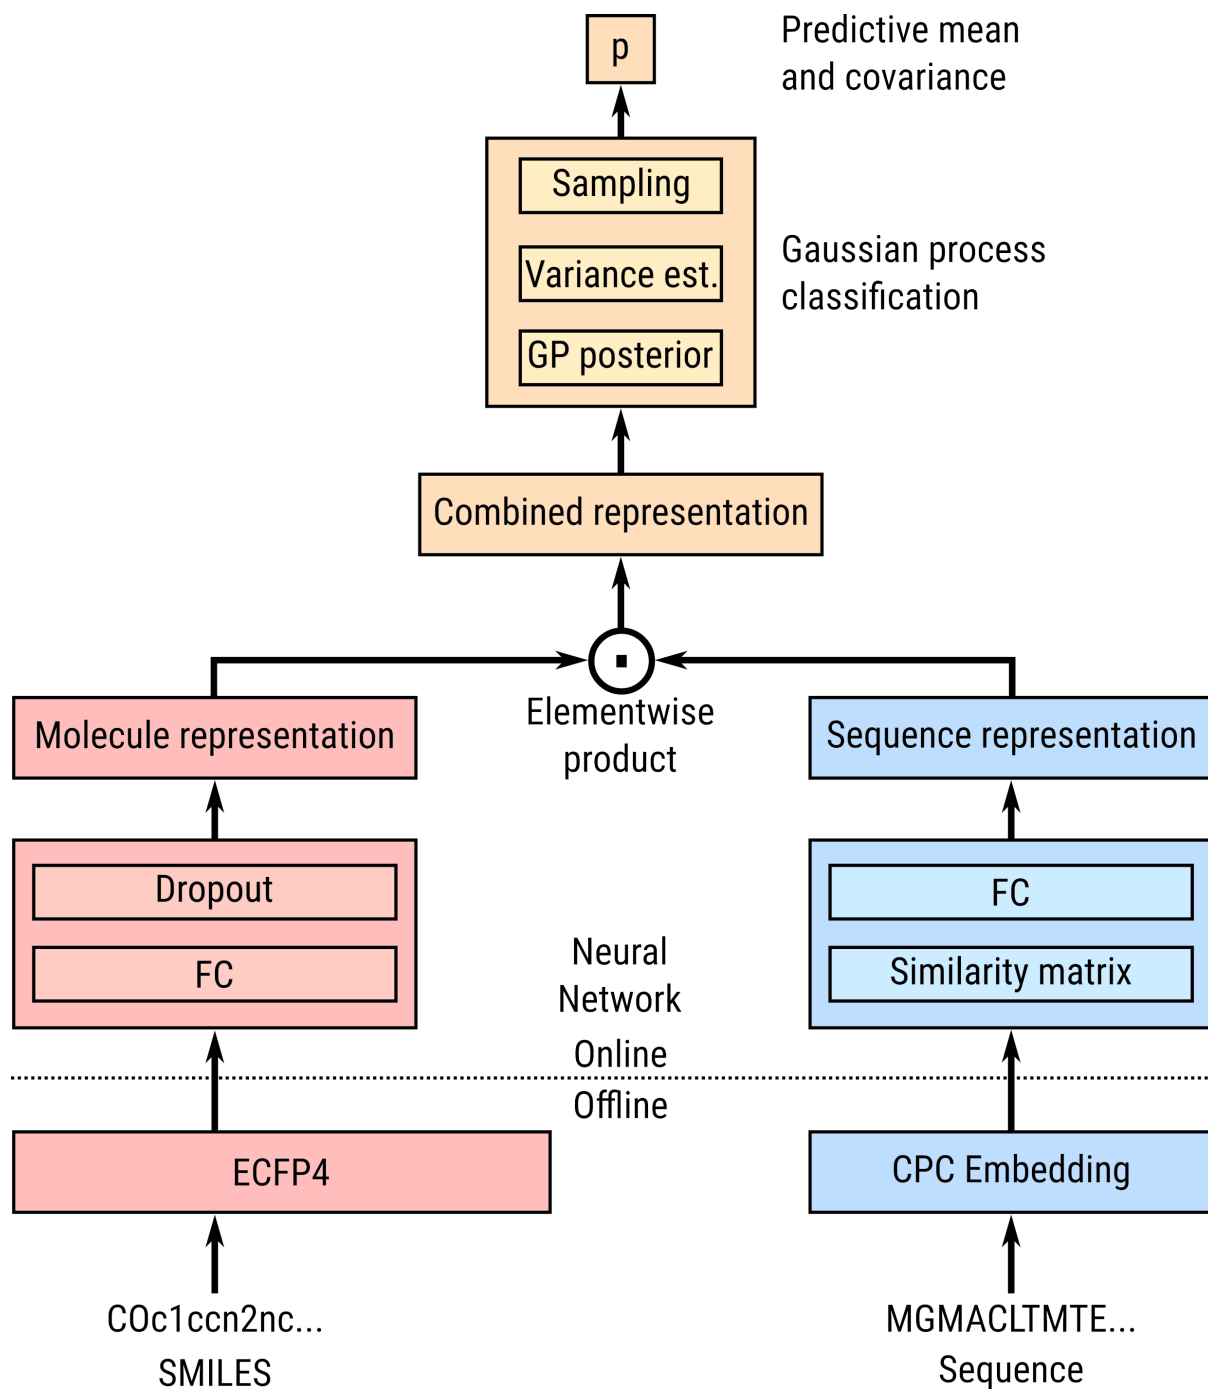 p
Predictive mean
and covariance
Sampling
Variance est.
GP posterior
Gaussian process
classification
Combined representation
Elementwise
product
Molecule representation
Sequence representation
Dropout
FC
FC
Similarity matrix
Neural
Network
Online
Offline
ECFP4
CPC Embedding
COc1ccn2nc...
SMILES
MGMACLTMTE...
Sequence